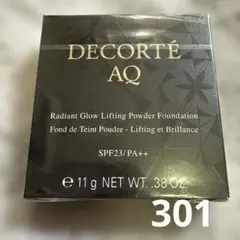 DECORTÉ
AQ
Radiant Glow Lifting Powder Foundation
Fond de Teint Poudre - Lifting et Brillance
SPF23/PA++
℮ 11 g NET WT. .38 OZ.
301